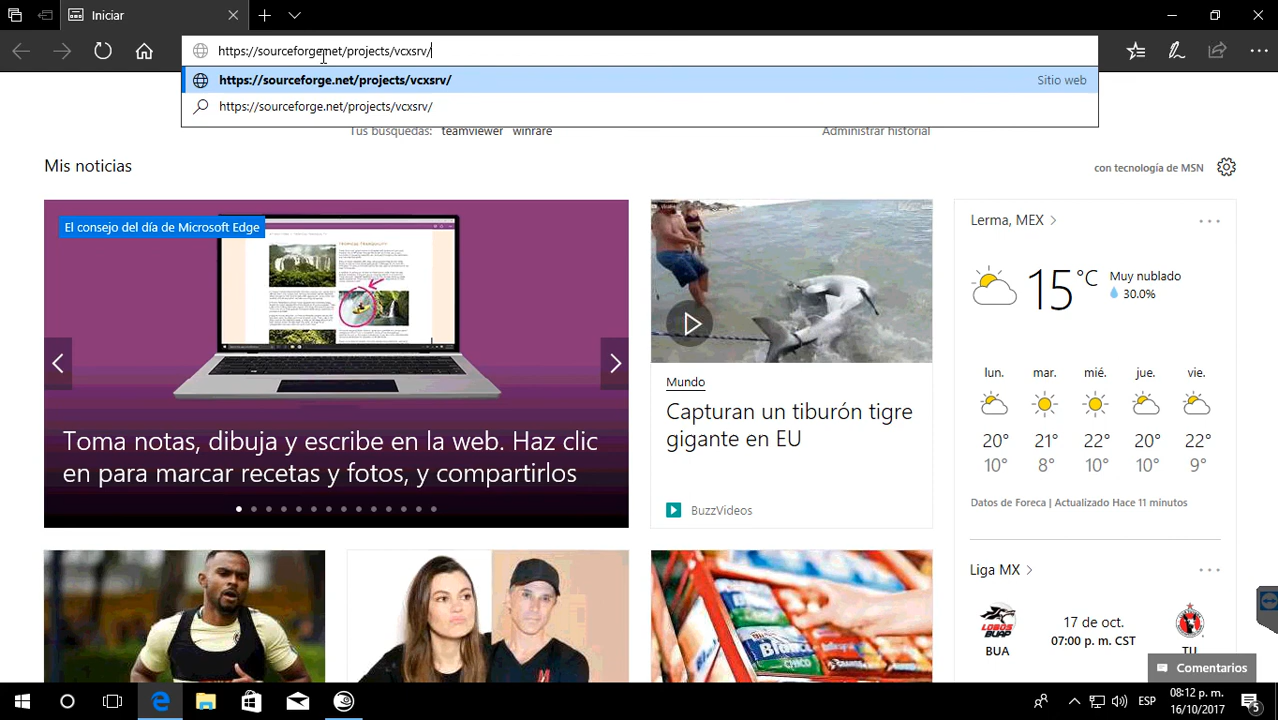 Iniciar
https://sourceforge.net/projects/vcxsrv/
https://sourceforge.net/projects/vcxsrv/ Sitio web
https://sourceforge.net/projects/vcxsrv/
Tus búsquedas: teamviewer winrare Administrar historial
Mis noticias
con tecnología de MSN
El consejo del día de Microsoft Edge
Toma notas, dibuja y escribe en la web. Haz clic
en para marcar recetas y fotos, y compartirlos
Mundo
Capturan un tiburón tigre
gigante en EU
BuzzVideos
Lerma, MEX
15 °C
Muy nublado
30.0%
lun. mar. mié. jue. vie.
20° 21° 22° 20° 22°
10° 8° 10° 10° 9°
Datos de Foreca | Actualizado Hace 11 minutos
Liga MX
LOBOS
BUAP
BUA
17 de oct.
07:00 p. m. CST
TIJ
Comentarios
ESP
08:12 p. m.
16/10/2017
5